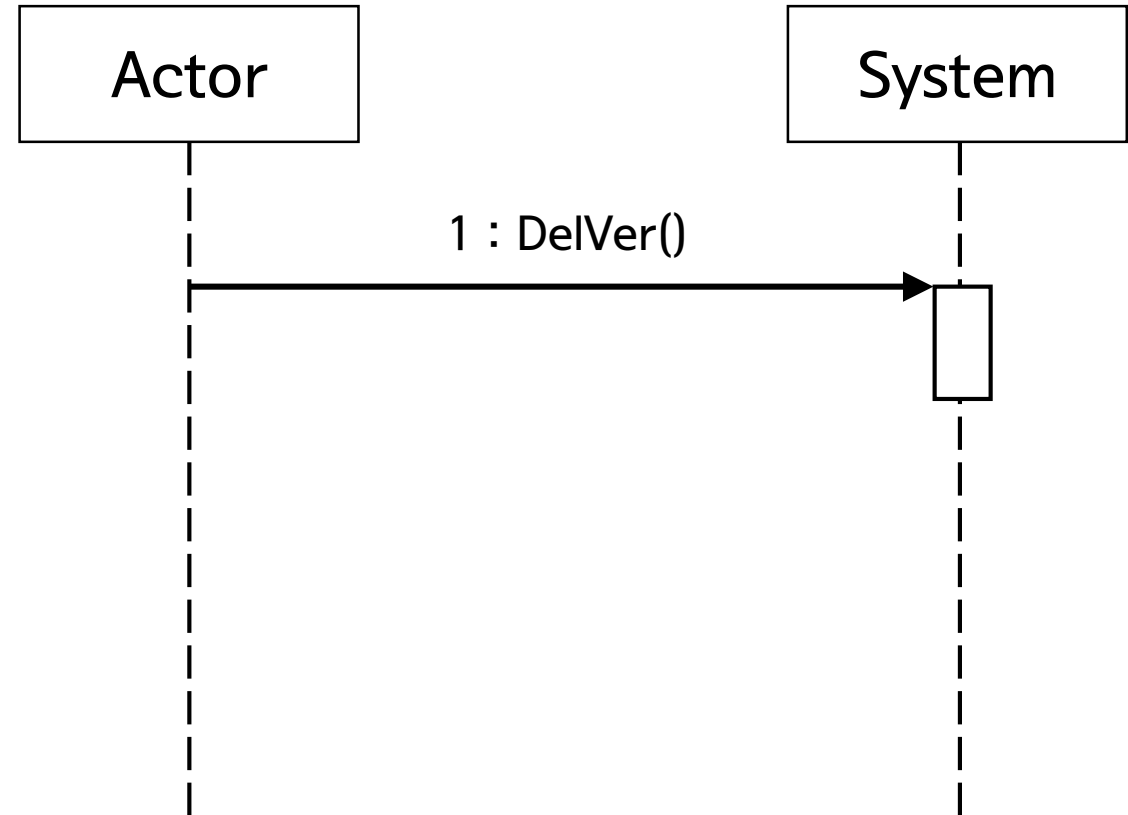 Actor
System
1 : DelVer()